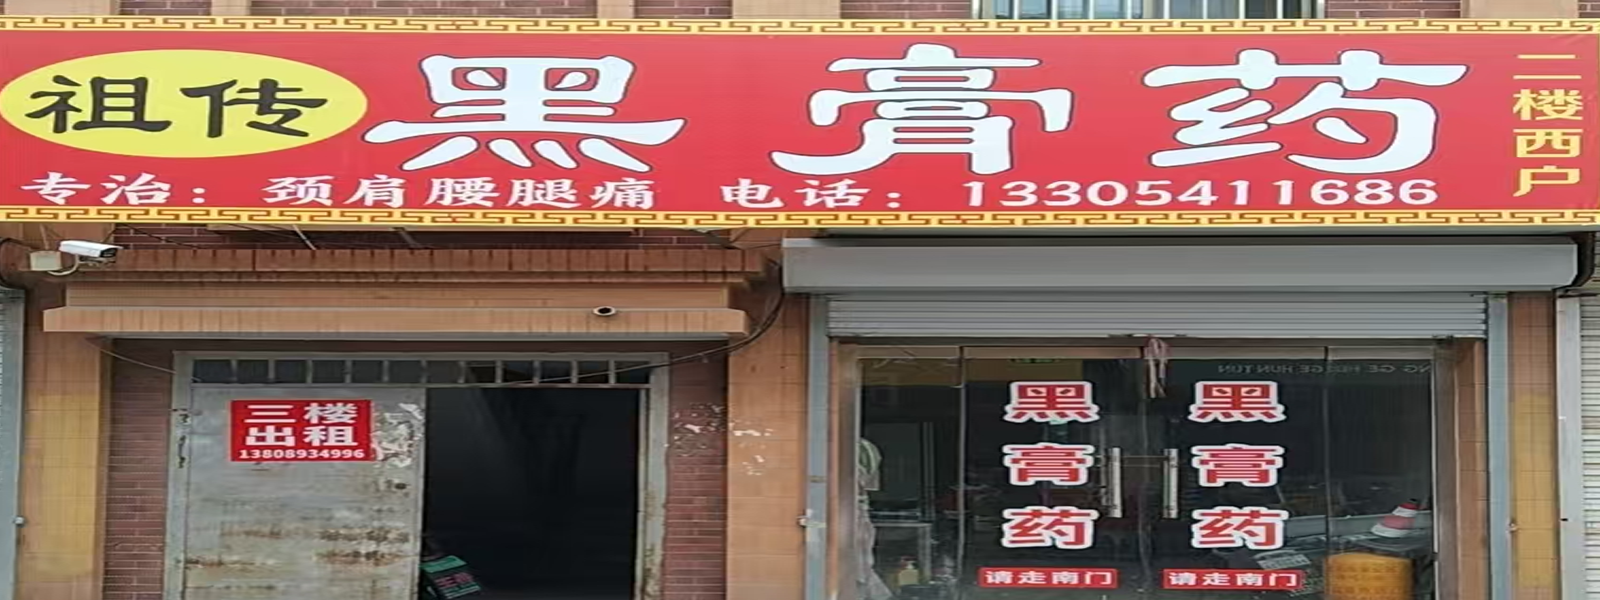 祖传
黑膏药
二楼西户
专治：颈肩腰腿痛 电话：13305411686
三楼
出租
13808934996
黑膏药
黑膏药
请走南门
请走南门